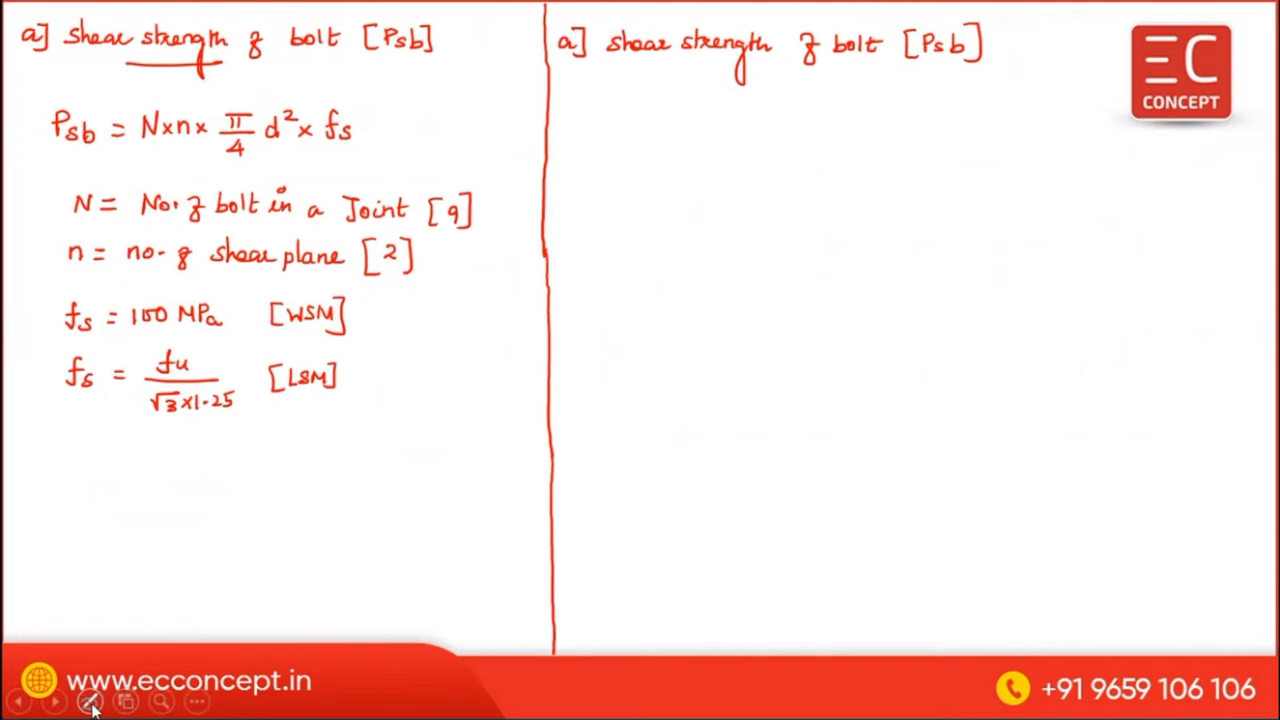 a] Shear strength of bolt [Psb]
Psb = N×n× π/4 d² × fs
N = No. of bolt in a Joint [9]
n = no. of shear plane [2]
fs = 100 MPa [WSM]
fs = fu / √3×1.25 [LSM]
a] shear strength of bolt [Psb]
EC
CONCEPT
www.ecconcept.in
+91 9659 106 106